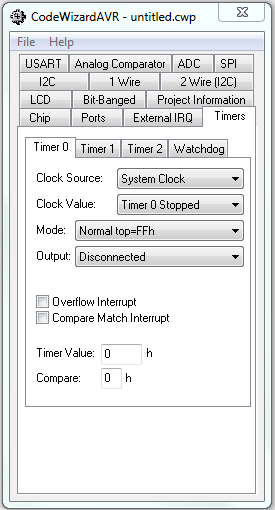 CodeWizardAVR - untitled.cwp
File Help
USART Analog Comparator ADC SPI
I2C 1 Wire 2 Wire (I2C)
LCD Bit-Banged Project Information
Chip Ports External IRQ Timers
Timer 0 Timer 1 Timer 2 Watchdog
Clock Source: System Clock
Clock Value: Timer 0 Stopped
Mode: Normal top=FFh
Output: Disconnected
Overflow Interrupt
Compare Match Interrupt
Timer Value: 0 h
Compare: 0 h